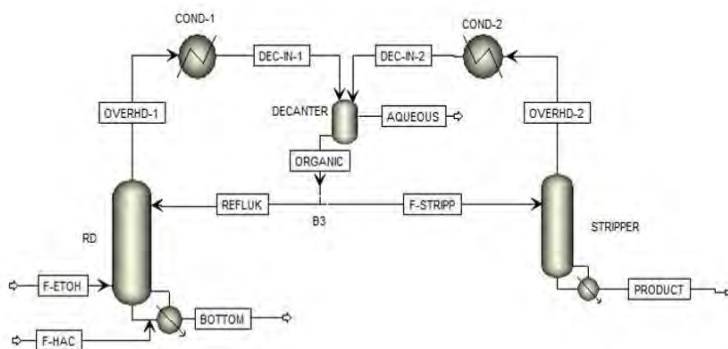 COND-1
COND-2
DEC-IN-1
DEC-IN-2
DECANTER
OVERHD-1
AQUEOUS
OVERHD-2
ORGANIC
REFLUK
F-STRIPP
B3
STRIPPER
RD
F-ETOH
PRODUCT
BOTTOM
F-HAC